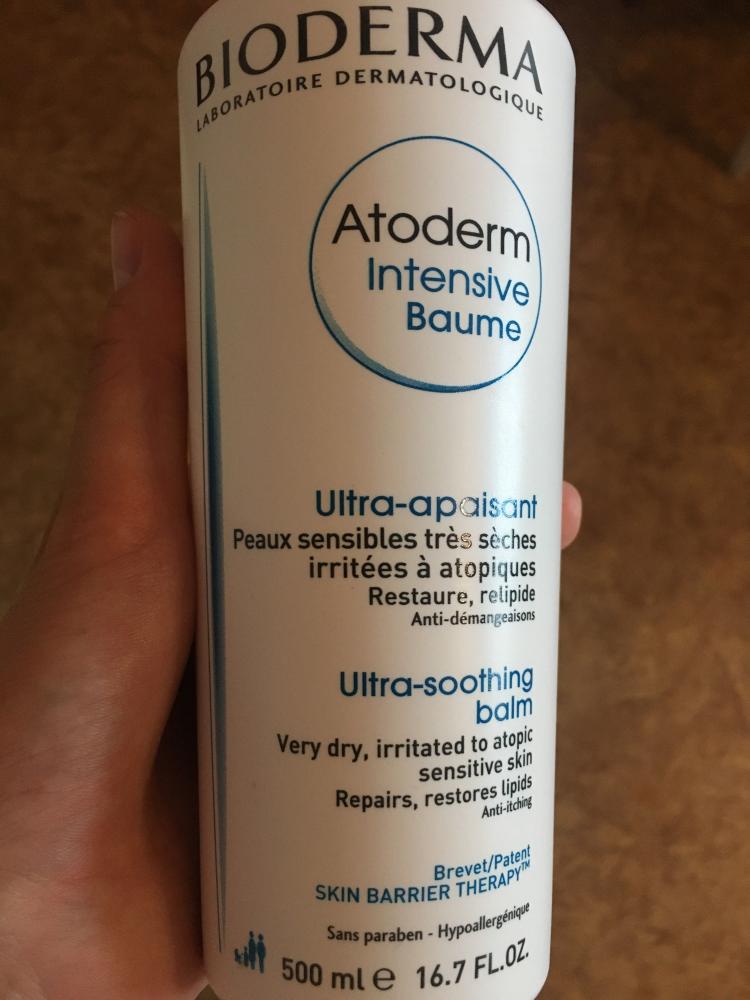 BIODERMA
LABORATOIRE DERMATOLOGIQUE
Atoderm
Intensive
Baume
Ultra-apaisant
Peaux sensibles très sèches
irritées à atopiques
Restaure, relipide
Anti-démangeaisons
Ultra-soothing
balm
Very dry, irritated to atopic
sensitive skin
Repairs, restores lipids
Anti-itching
Brevet/Patent
SKIN BARRIER THERAPY™
Sans paraben - Hypoallergénique
500 ml e 16.7 FL.OZ.